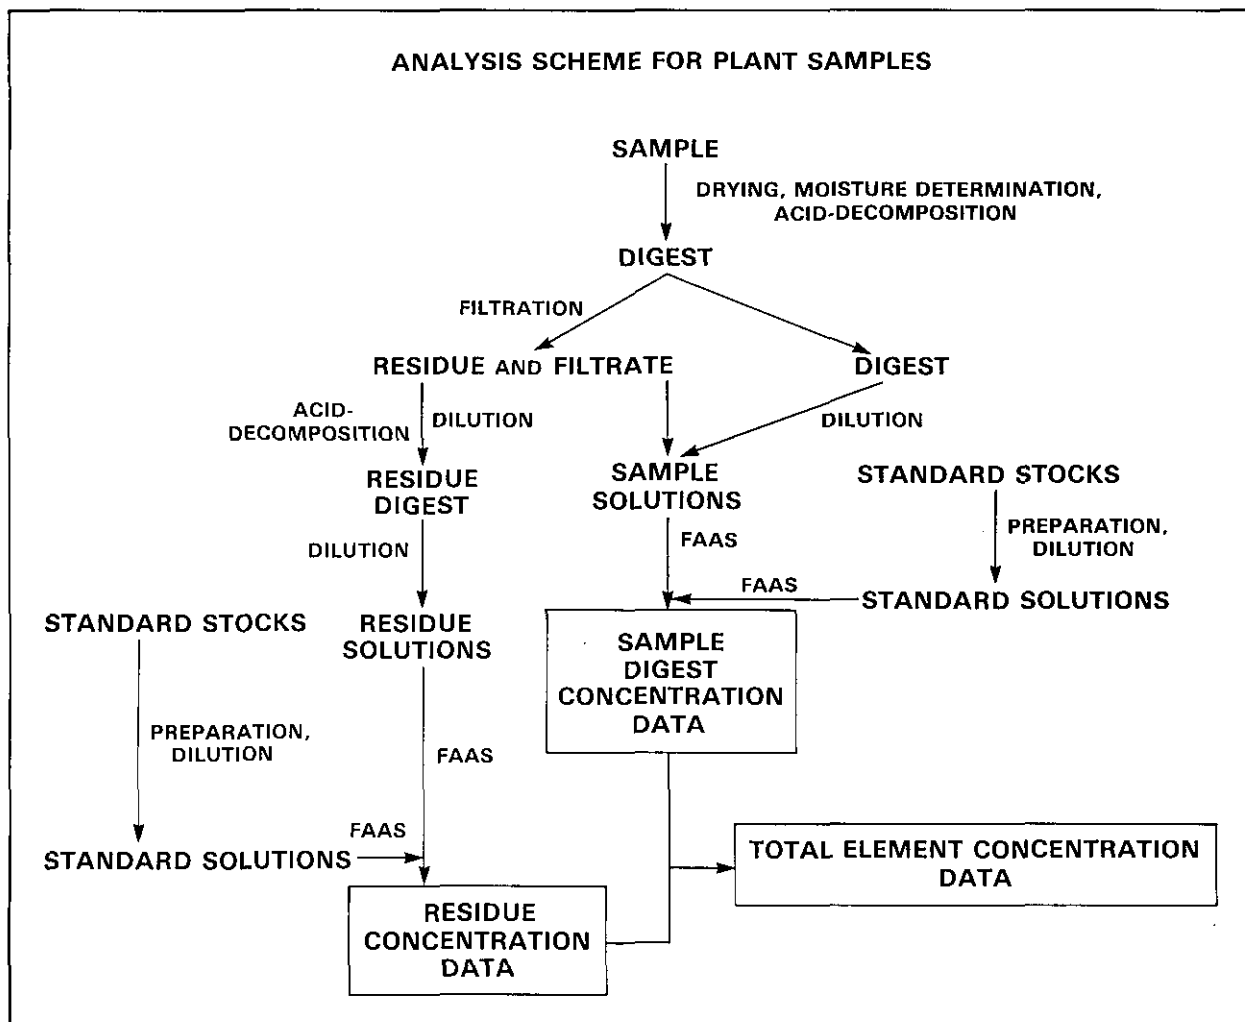 ANALYSIS SCHEME FOR PLANT SAMPLES
SAMPLE
DRYING, MOISTURE DETERMINATION,
ACID-DECOMPOSITION
DIGEST
FILTRATION
RESIDUE AND FILTRATE
DIGEST
ACID-
DECOMPOSITION
DILUTION
DILUTION
RESIDUE
DIGEST
SAMPLE
SOLUTIONS
STANDARD STOCKS
DILUTION
FAAS
PREPARATION,
DILUTION
FAAS
STANDARD SOLUTIONS
STANDARD STOCKS
RESIDUE
SOLUTIONS
SAMPLE
DIGEST
CONCENTRATION
DATA
PREPARATION,
DILUTION
FAAS
FAAS
STANDARD SOLUTIONS
TOTAL ELEMENT CONCENTRATION
DATA
RESIDUE
CONCENTRATION
DATA